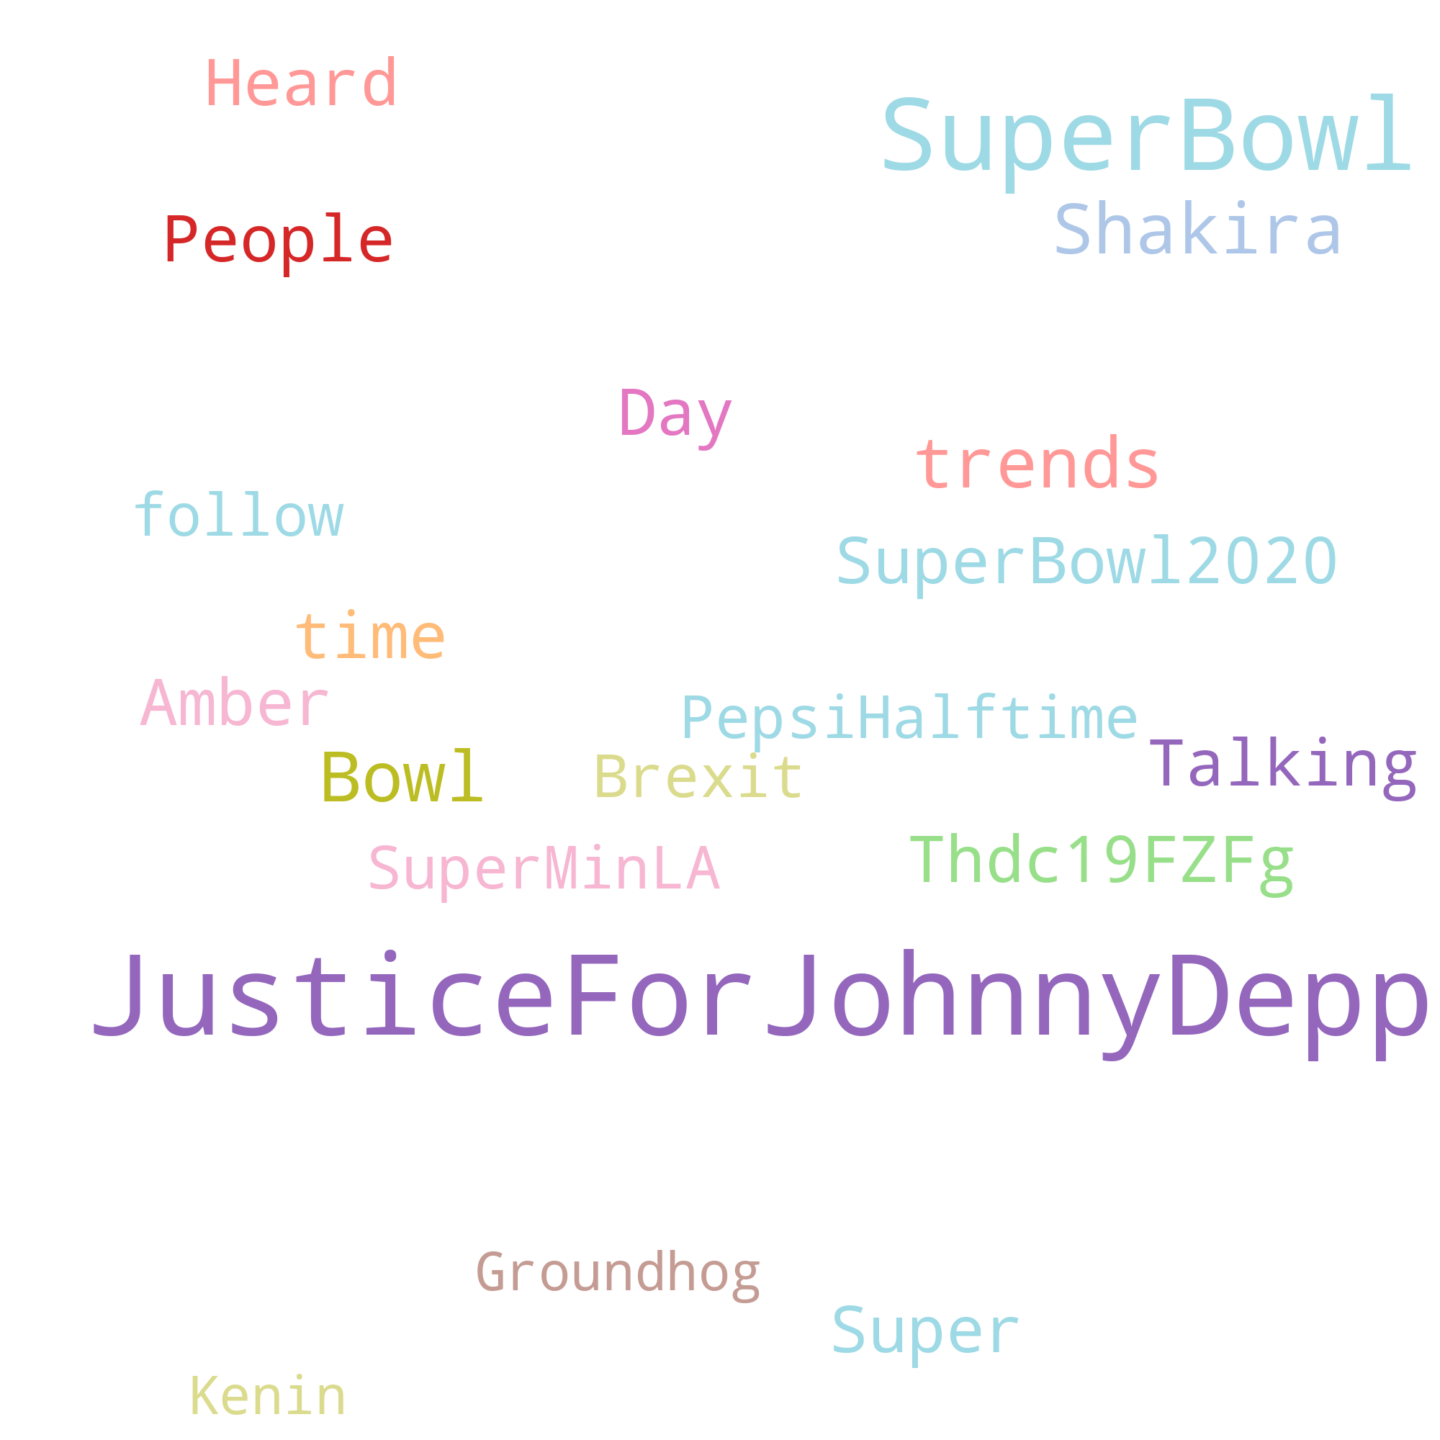 Heard
SuperBowl
Shakira
People
Day
trends
follow
SuperBowl2020
time
Amber
PepsiHalftime
Talking
Bowl
Brexit
SuperMinLA
Thdc19FZFg
JusticeForJohnnyDepp
Groundhog
Super
Kenin